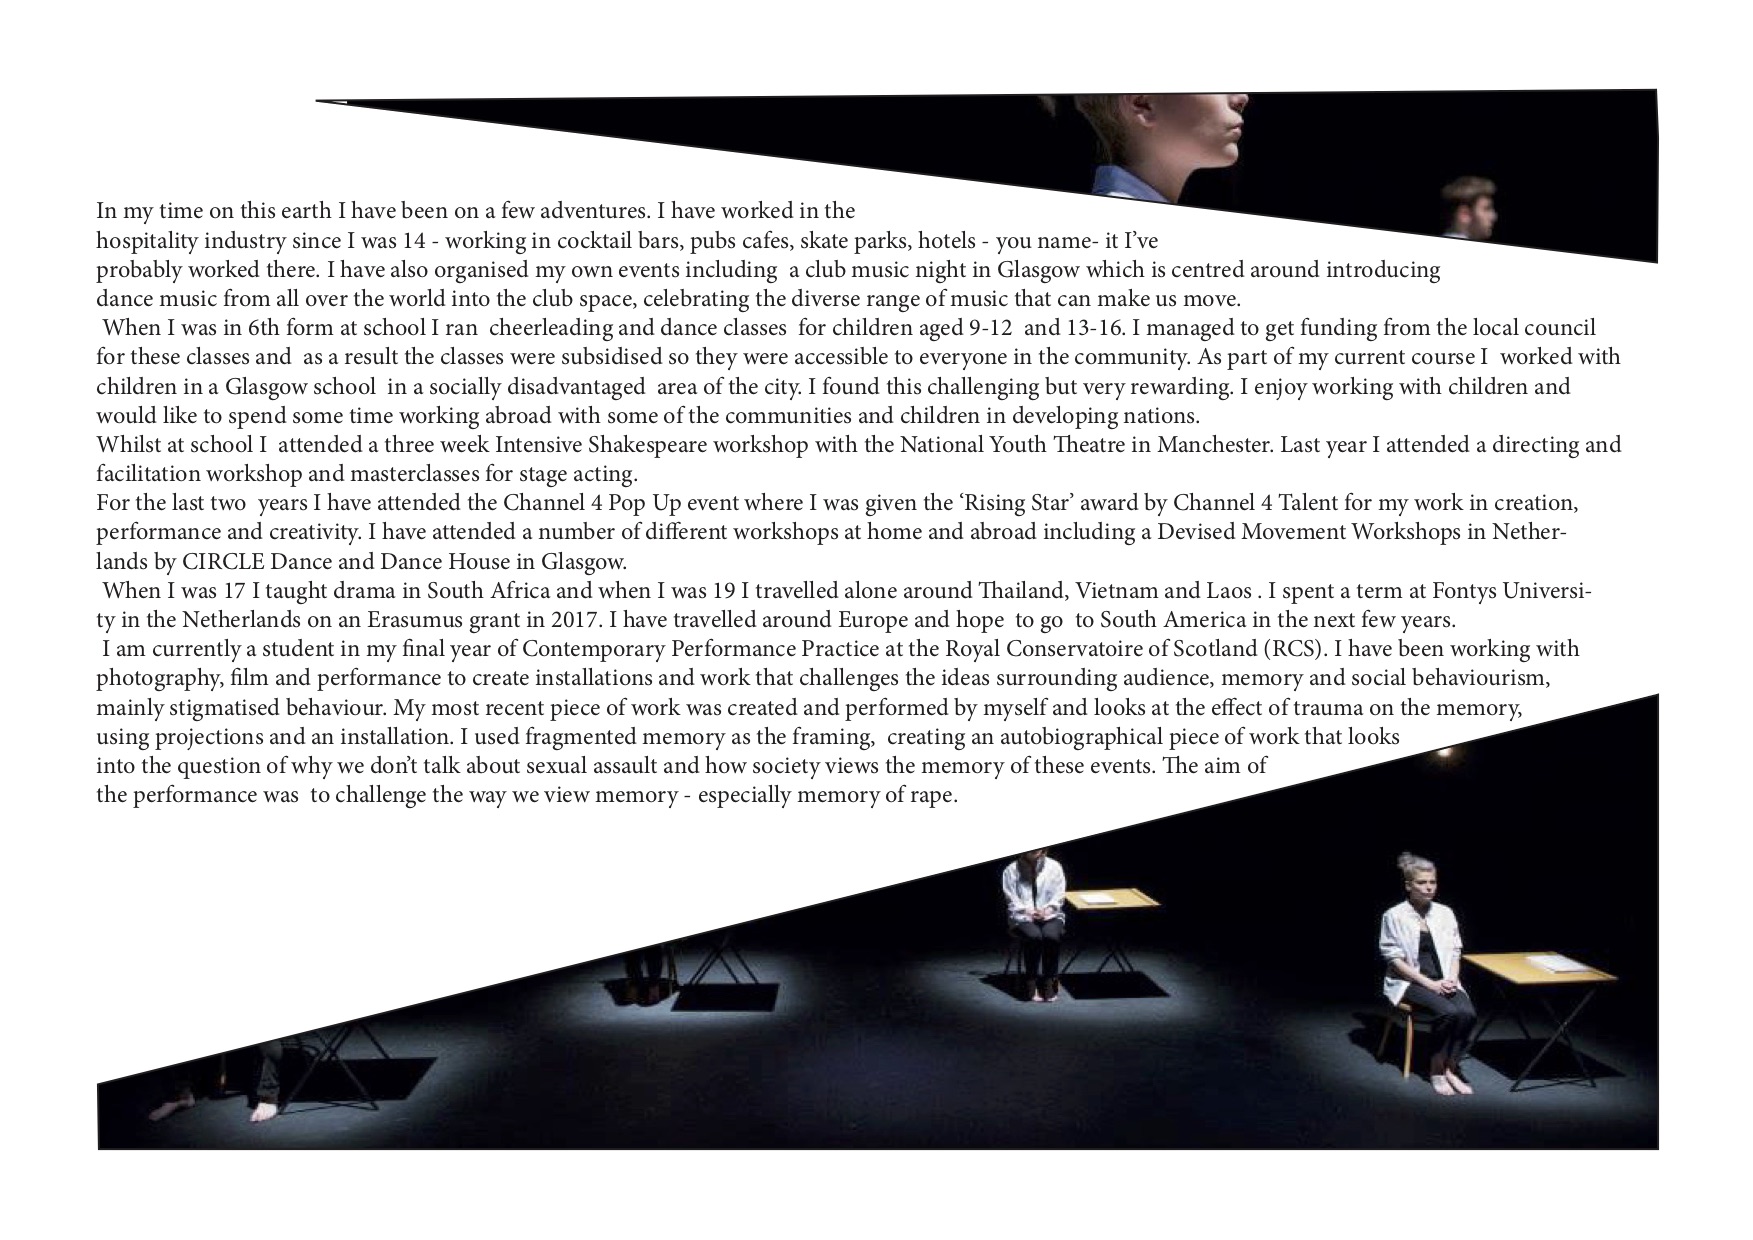 In my time on this earth I have been on a few adventures. I have worked in the
hospitality industry since I was 14 - working in cocktail bars, pubs cafes, skate parks, hotels - you name- it I’ve
probably worked there. I have also organised my own events including  a club music night in Glasgow which is centred around introducing
dance music from all over the world into the club space, celebrating the diverse range of music that can make us move.
When I was in 6th form at school I ran  cheerleading and dance classes  for children aged 9-12  and 13-16. I managed to get funding from the local council
for these classes and  as a result the classes were subsidised so they were accessible to everyone in the community. As part of my current course I  worked with
children in a Glasgow school  in a socially disadvantaged  area of the city. I found this challenging but very rewarding. I enjoy working with children and
would like to spend some time working abroad with some of the communities and children in developing nations.
Whilst at school I  attended a three week Intensive Shakespeare workshop with the National Youth Theatre in Manchester. Last year I attended a directing and
facilitation workshop and masterclasses for stage acting.
For the last two  years I have attended the Channel 4 Pop Up event where I was given the ‘Rising Star’ award by Channel 4 Talent for my work in creation,
performance and creativity. I have attended a number of different workshops at home and abroad including a Devised Movement Workshops in Nether-
lands by CIRCLE Dance and Dance House in Glasgow.
When I was 17 I taught drama in South Africa and when I was 19 I travelled alone around Thailand, Vietnam and Laos . I spent a term at Fontys Universi-
ty in the Netherlands on an Erasumus grant in 2017. I have travelled around Europe and hope  to go  to South America in the next few years.
I am currently a student in my final year of Contemporary Performance Practice at the Royal Conservatoire of Scotland (RCS). I have been working with
photography, film and performance to create installations and work that challenges the ideas surrounding audience, memory and social behaviourism,
mainly stigmatised behaviour. My most recent piece of work was created and performed by myself and looks at the effect of trauma on the memory,
using projections and an installation. I used fragmented memory as the framing,  creating an autobiographical piece of work that looks
into the question of why we don’t talk about sexual assault and how society views the memory of these events. The aim of
the performance was  to challenge the way we view memory - especially memory of rape.